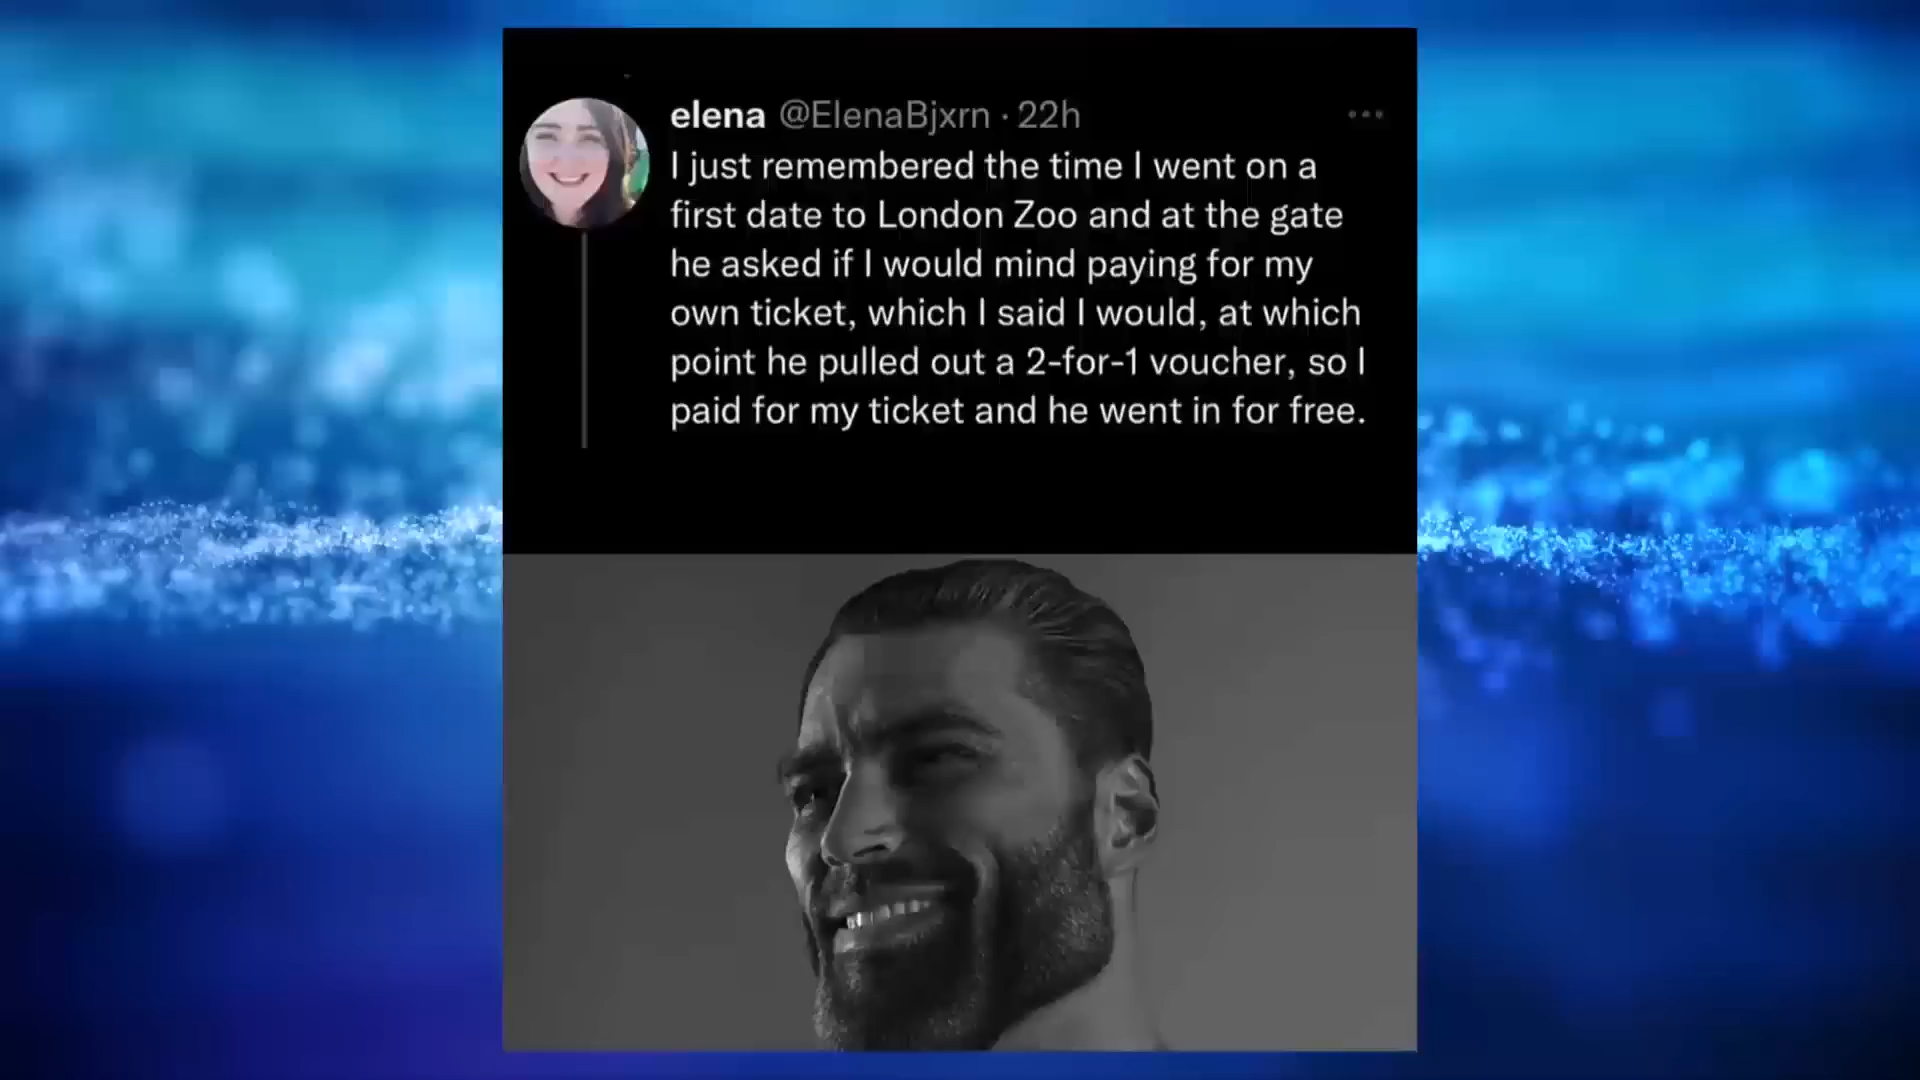 elena @ElenaBjxrn · 22h
I just remembered the time I went on a
first date to London Zoo and at the gate
he asked if I would mind paying for my
own ticket, which I said I would, at which
point he pulled out a 2-for-1 voucher, so I
paid for my ticket and he went in for free.